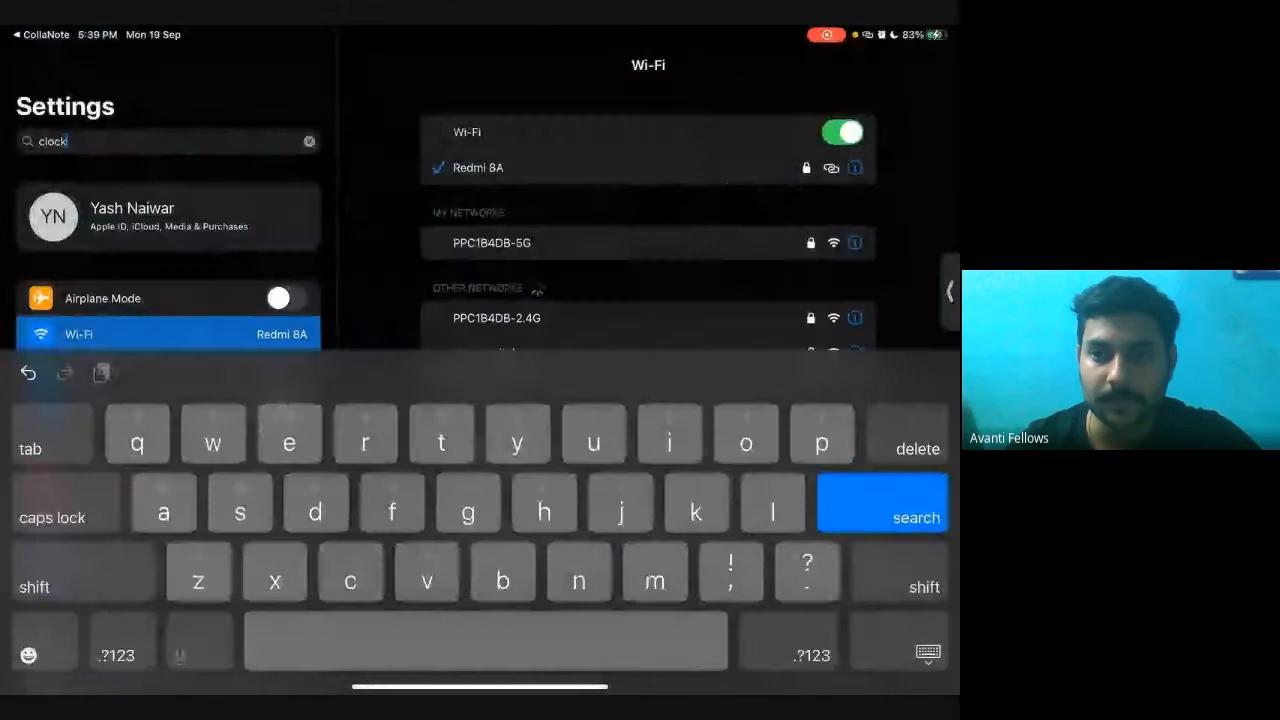 CollaNote 5:39 PM Mon 19 Sep
83%
Wi-Fi
Settings
clock
YN
Yash Naiwar
Apple ID, iCloud, Media & Purchases
Airplane Mode
Wi-Fi Redmi 8A
Wi-Fi
Redmi 8A
MY NETWORKS
PPC1B4DB-5G
OTHER NETWORKS
PPC1B4DB-2.4G
tab q w e r t y u i o p delete
caps lock a s d f g h j k l search
shift z x c v b n m ! , ? . shift
.?123 .?123
Avanti Fellows